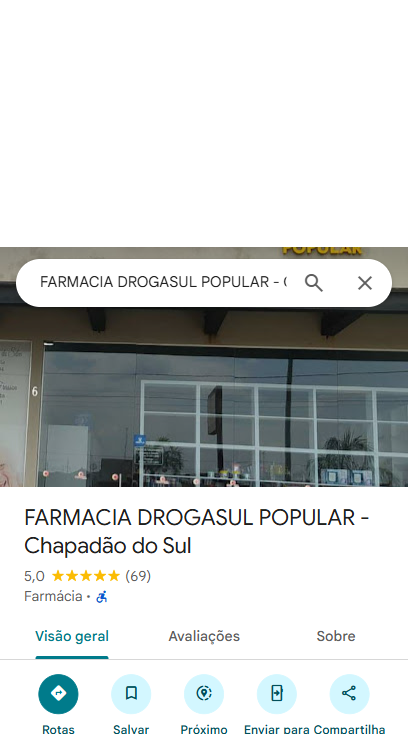 POPULAR
FARMACIA DROGASUL POPULAR - C
6
FARMACIA DROGASUL POPULAR -
Chapadão do Sul
5,0 (69)
Farmácia ·
Visão geral Avaliações Sobre
Rotas Salvar Próximo Enviar para Compartilha